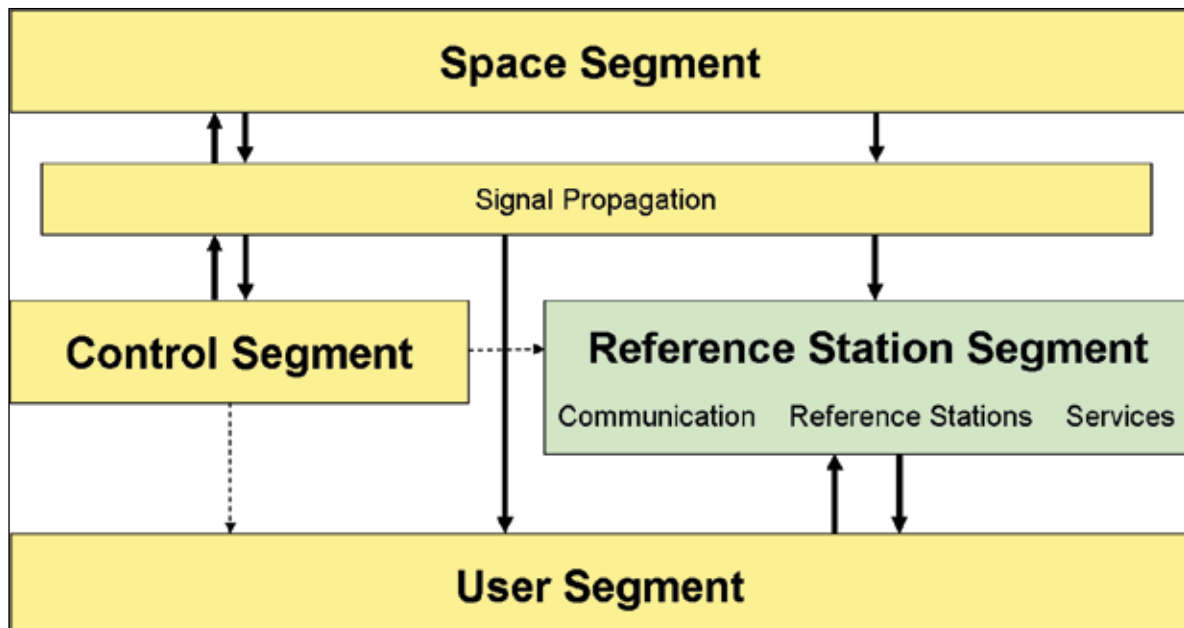 Space Segment
Signal Propagation
Control Segment
Reference Station Segment
Communication Reference Stations Services
User Segment